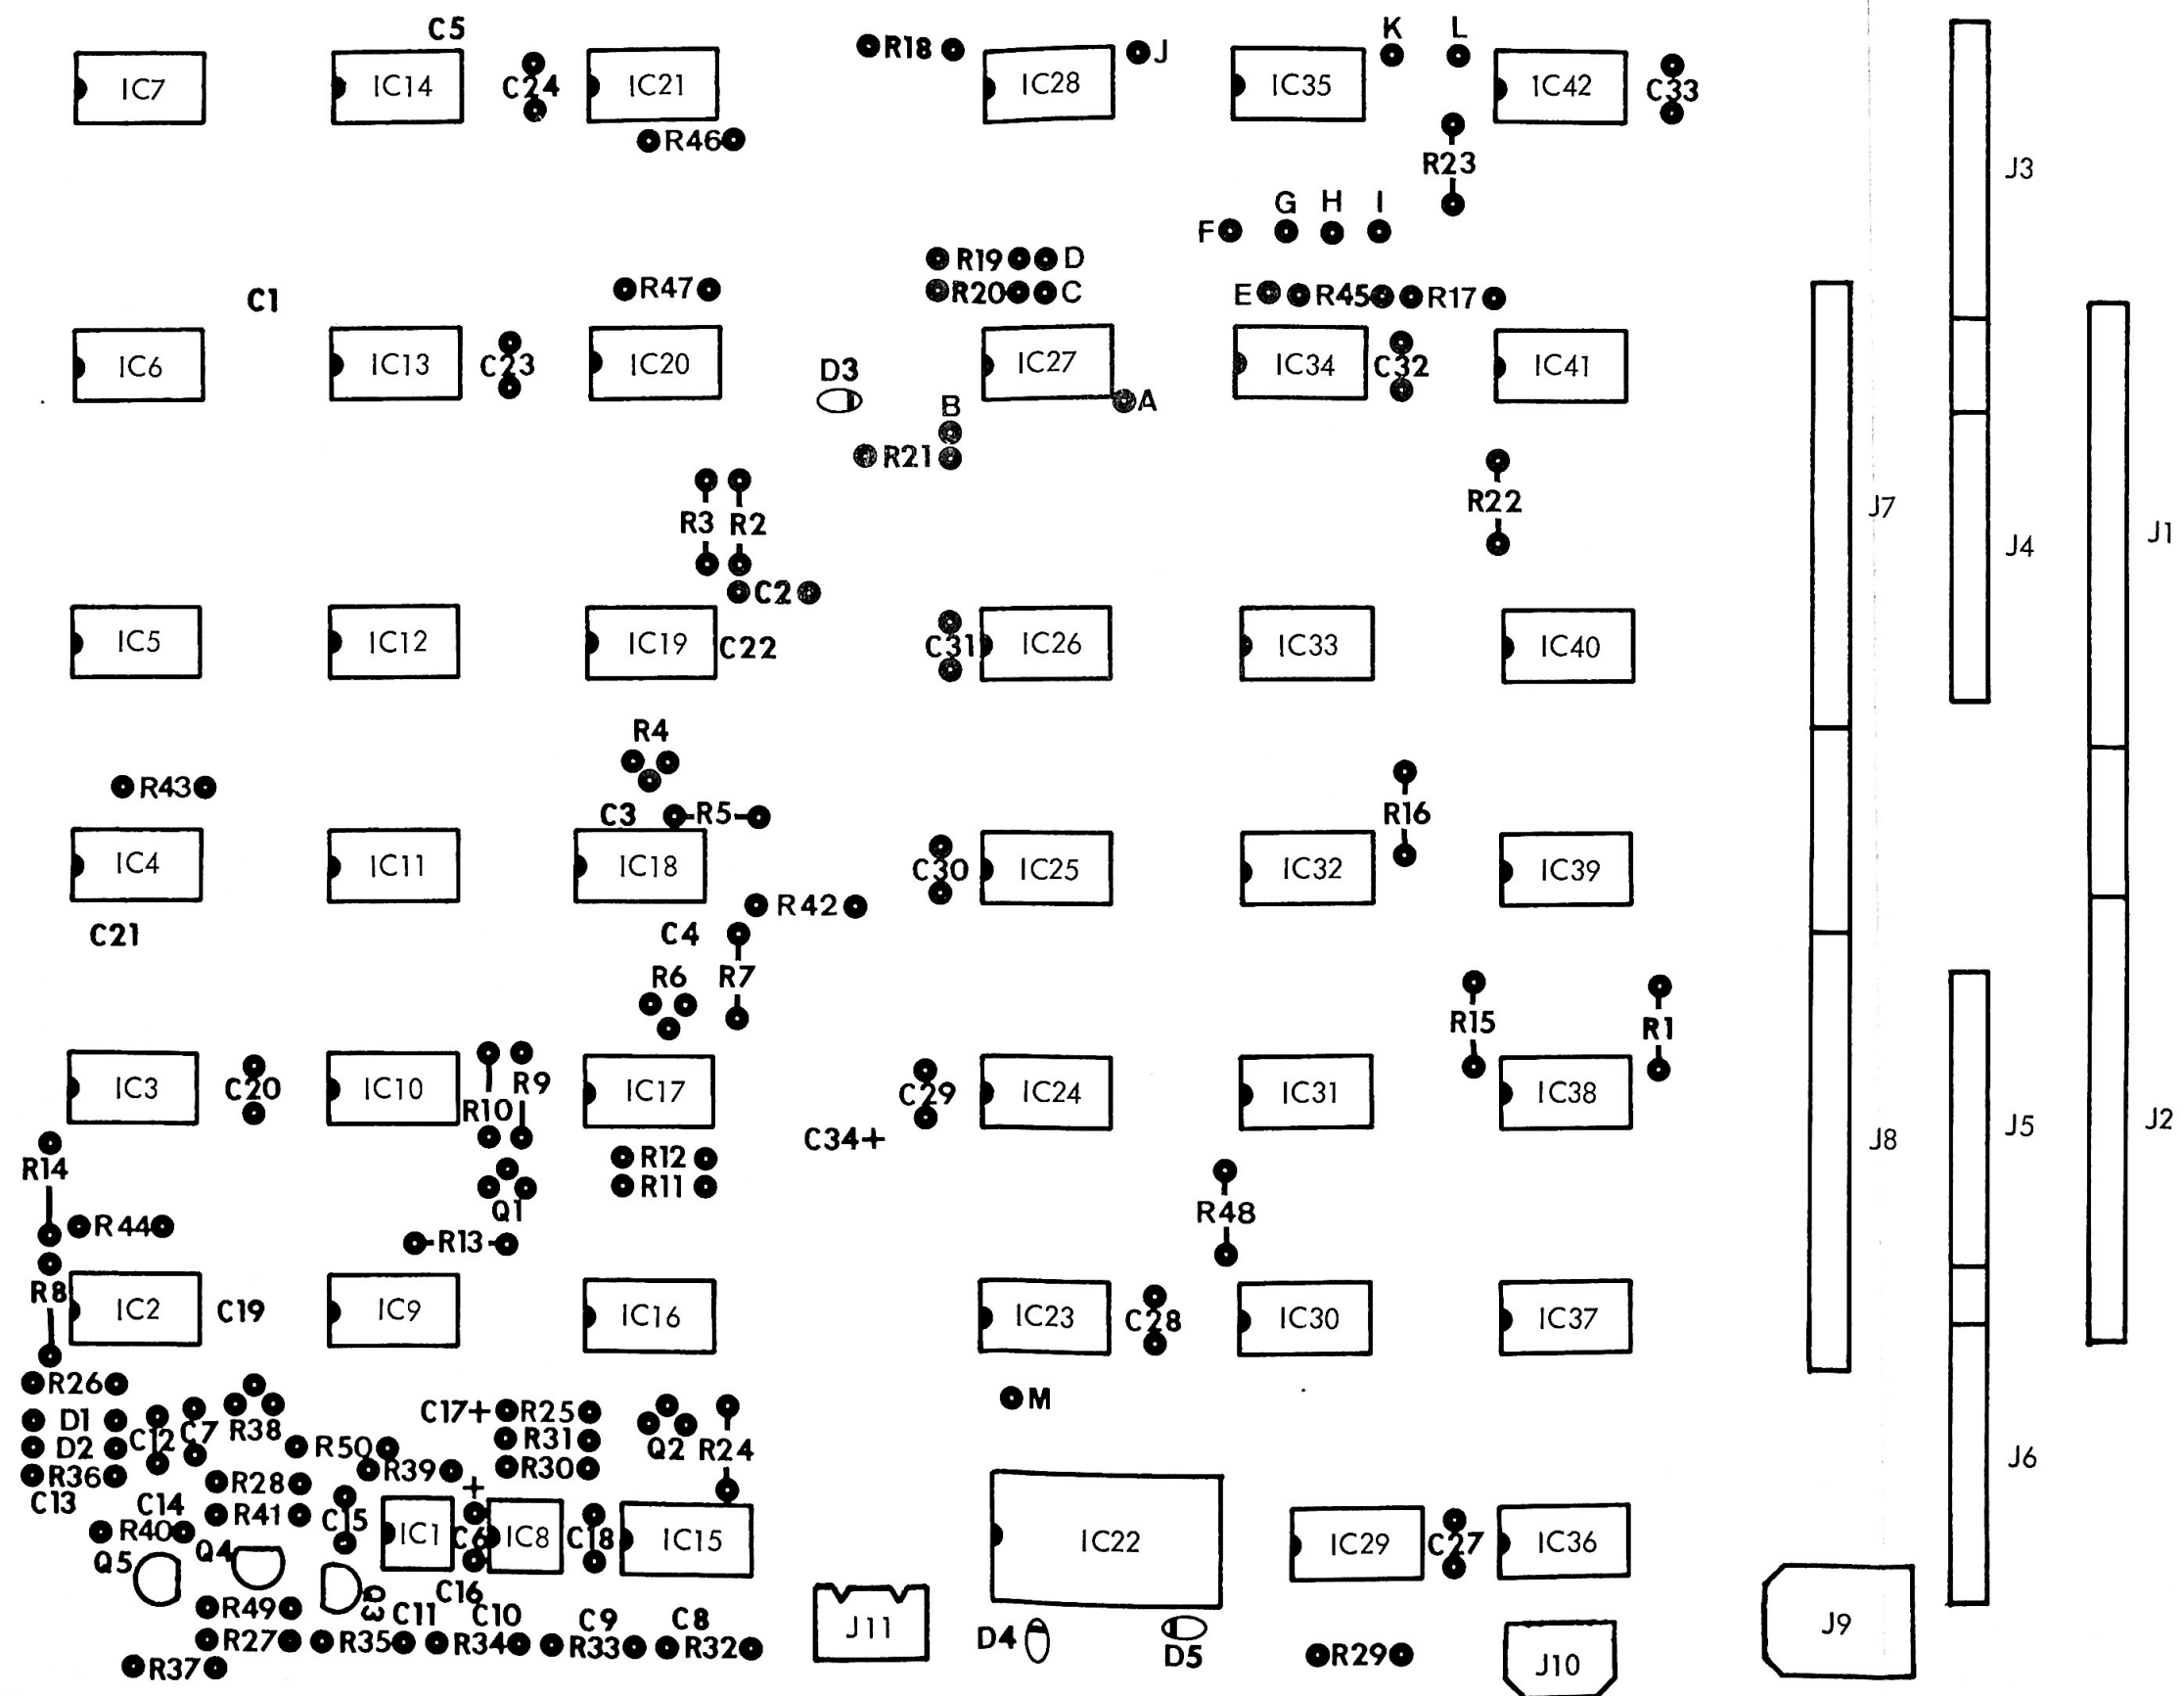 C5 R18 K L
IC7 IC14 C24 IC21 IC28 J IC35 IC42 C33
R46 R23
G H I
F
R19 D
C1 R47 R20 C E R45 R17
IC6 IC13 C23 IC20 D3 IC27 IC34 C32 IC41 J3
B A
R21
R3 R2 R22 J7 J4 J1
C2
IC5 IC12 IC19 C22 C31 IC26 IC33 IC40
R4
R43 C3 R5 R16
IC4 IC11 IC18 C30 IC25 IC32 IC39
R42
C21 C4
R6 R7
R15 R1
IC3 C20 IC10 R10 R9 IC17 C29 IC24 IC31 IC38
C34+ J8 J5 J2
R14 R12
R11
Q1 R48
R44 R13
R8 IC2 C19 IC9 IC16 IC23 C28 IC30 IC37
R26 M
D1 C12 C7 R38 C17+ R25
D2 R50 R31 Q2 R24 J6
R36 R28 R39 R30
C13 C14 R41 C15 +
R40 IC1 C6 IC8 C18 IC15 IC22 IC29 C27 IC36
Q5 Q4
Q3 C16
R49 C11 C10 C9 C8 J11 J9
R27 R35 R34 R33 R32 D4 D5 R29 J10
R37